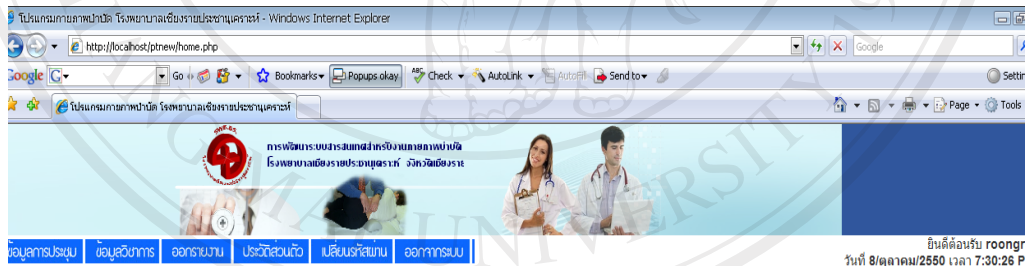 โปรแกรมกายภาพบำบัด โรงพยาบาลเชียงรายประชานุเคราะห์ - Windows Internet Explorer
http://localhost/ptnew/home.php Google
Google G Go Bookmarks Popups okay Check AutoLink AutoFill Send to Settin
โปรแกรมกายภาพบำบัด โรงพยาบาลเชียงรายประชานุเคราะห์ Page Tools
การพัฒนาระบบสารสนเทศสำหรับงานกายภาพบำบัด
โรงพยาบาลเชียงรายประชานุเคราะห์ จังหวัดเชียงราย
ข้อมูลการประชุม ข้อมูลวิชาการ ออกรายงาน ประวัติส่วนตัว เปลี่ยนรหัสผ่าน ออกจากระบบ
ยินดีต้อนรับ roongr
วันที่ 8/ตุลาคม/2550 เวลา 7:30:26 P